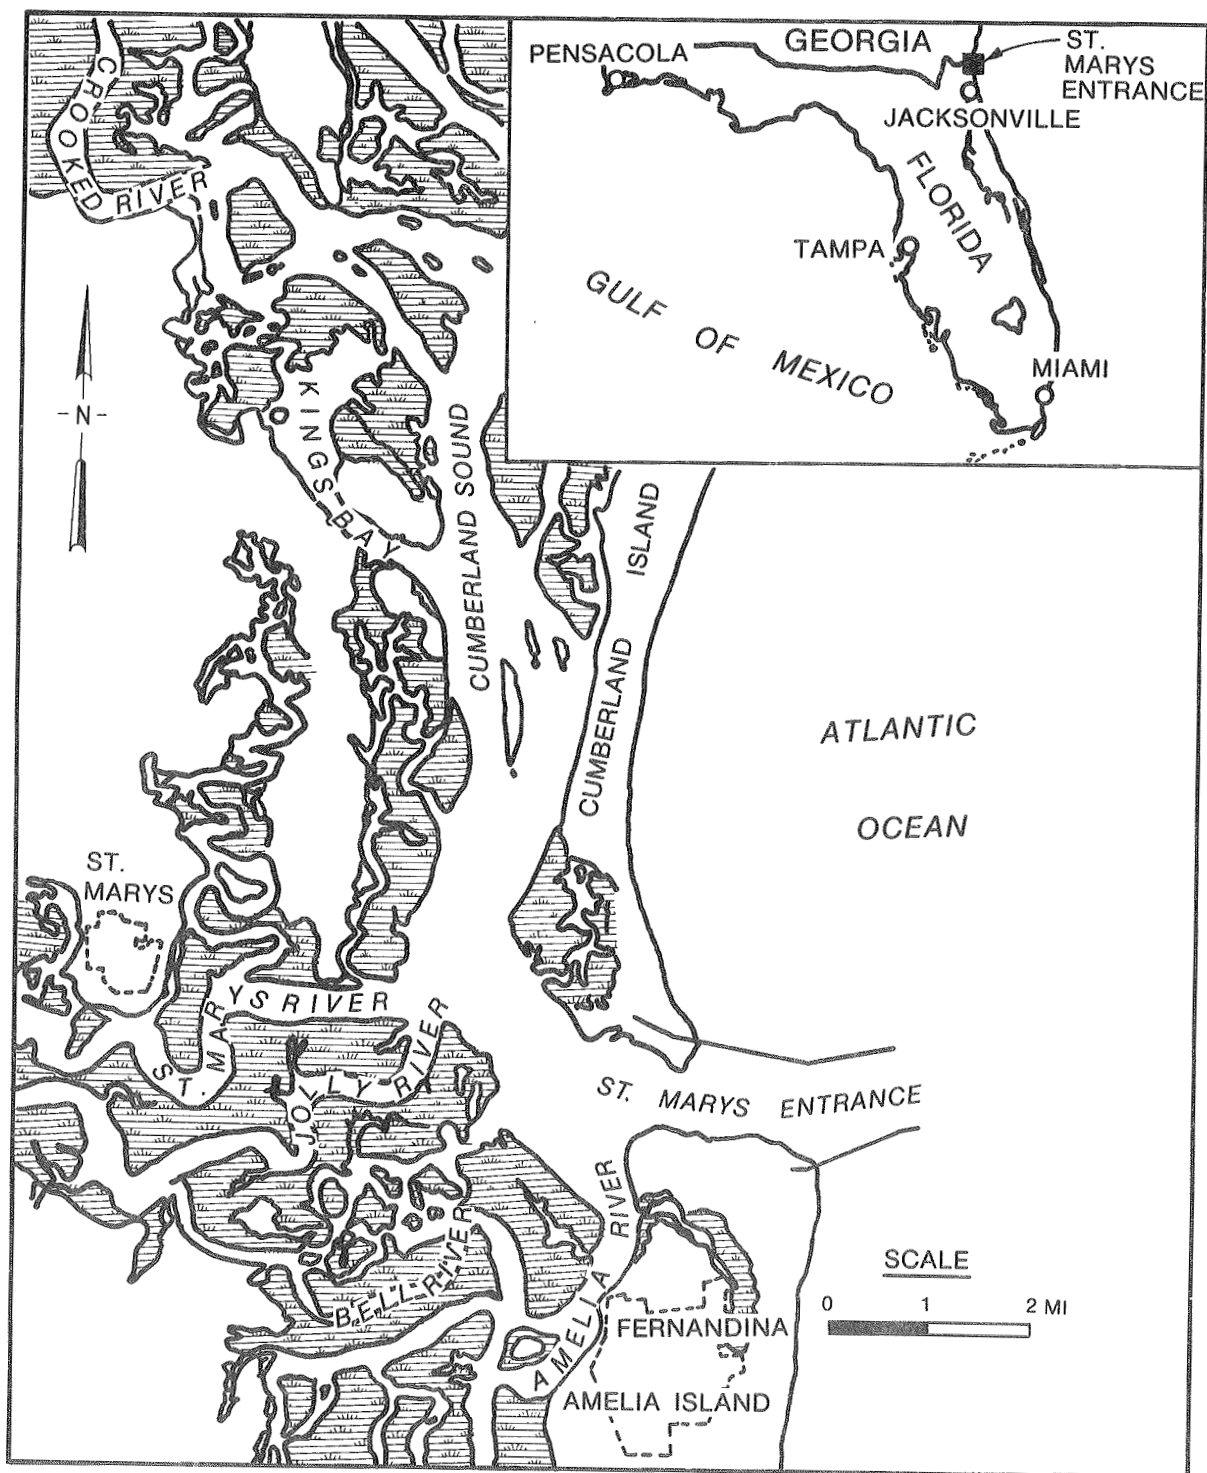 CROOKED RIVER
PENSACOLA
GEORGIA
ST.
MARYS
ENTRANCE
JACKSONVILLE
FLORIDA
TAMPA
GULF OF MEXICO
MIAMI
-N-
KINGS BAY
CUMBERLAND SOUND
CUMBERLAND ISLAND
ATLANTIC
OCEAN
ST.
MARYS
ST. MARYS RIVER
JOLLY RIVER
ST. MARYS ENTRANCE
BELL RIVER
AMELIA RIVER
FERNANDINA
AMELIA ISLAND
SCALE
0 1 2 MI